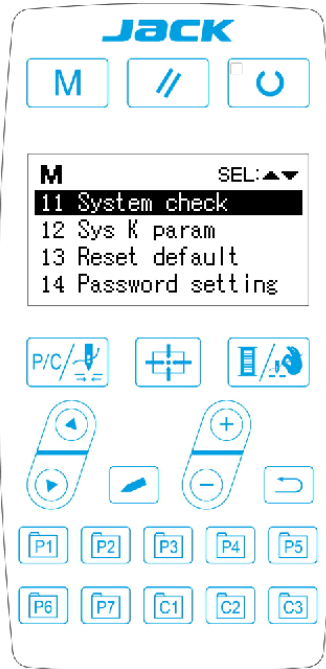 JACK
M
M SEL:▲▼
11 System check
12 Sys K param
13 Reset default
14 Password setting
P/C/
P1 P2 P3 P4 P5
P6 P7 C1 C2 C3